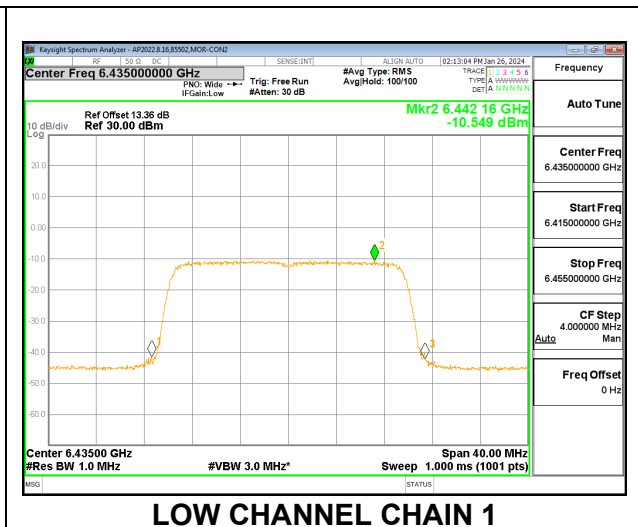 Keysight Spectrum Analyzer - AP2022.8.16,85502,MOR-CON2
RF 50 Ω DC SENSE:INT ALIGN AUTO 02:13:04 PM Jan 26, 2024
Center Freq 6.435000000 GHz #Avg Type: RMS TRACE 1 2 3 4 5 6
PNO: Wide Trig: Free Run Avg|Hold: 100/100 TYPE A WWWWW
IFGain:Low #Atten: 30 dB DET A N N N N N
Ref Offset 13.36 dB Mkr2 6.442 16 GHz
10 dB/div Ref 30.00 dBm -10.549 dBm
Log
20.0
10.0
0.00
-10.0
-20.0
-30.0
-40.0
-50.0
-60.0
2
1
3
Center 6.43500 GHz Span 40.00 MHz
#Res BW 1.0 MHz #VBW 3.0 MHz* Sweep 1.000 ms (1001 pts)
MSG STATUS
Frequency
Auto Tune
Center Freq
6.435000000 GHz
Start Freq
6.415000000 GHz
Stop Freq
6.455000000 GHz
CF Step
4.000000 MHz
Auto Man
Freq Offset
0 Hz
LOW CHANNEL CHAIN 1